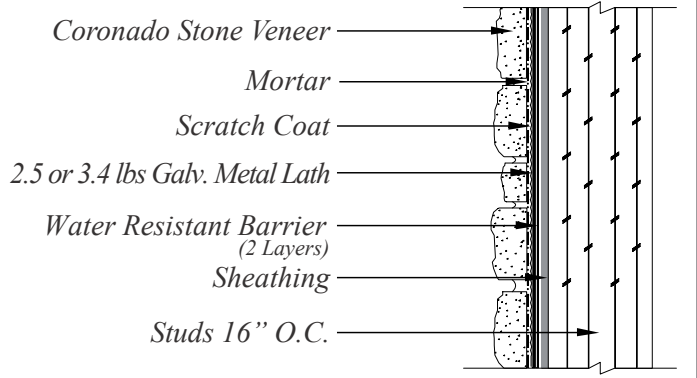 Coronado Stone Veneer
Mortar
Scratch Coat
2.5 or 3.4 lbs Galv. Metal Lath
Water Resistant Barrier
(2 Layers)
Sheathing
Studs 16” O.C.